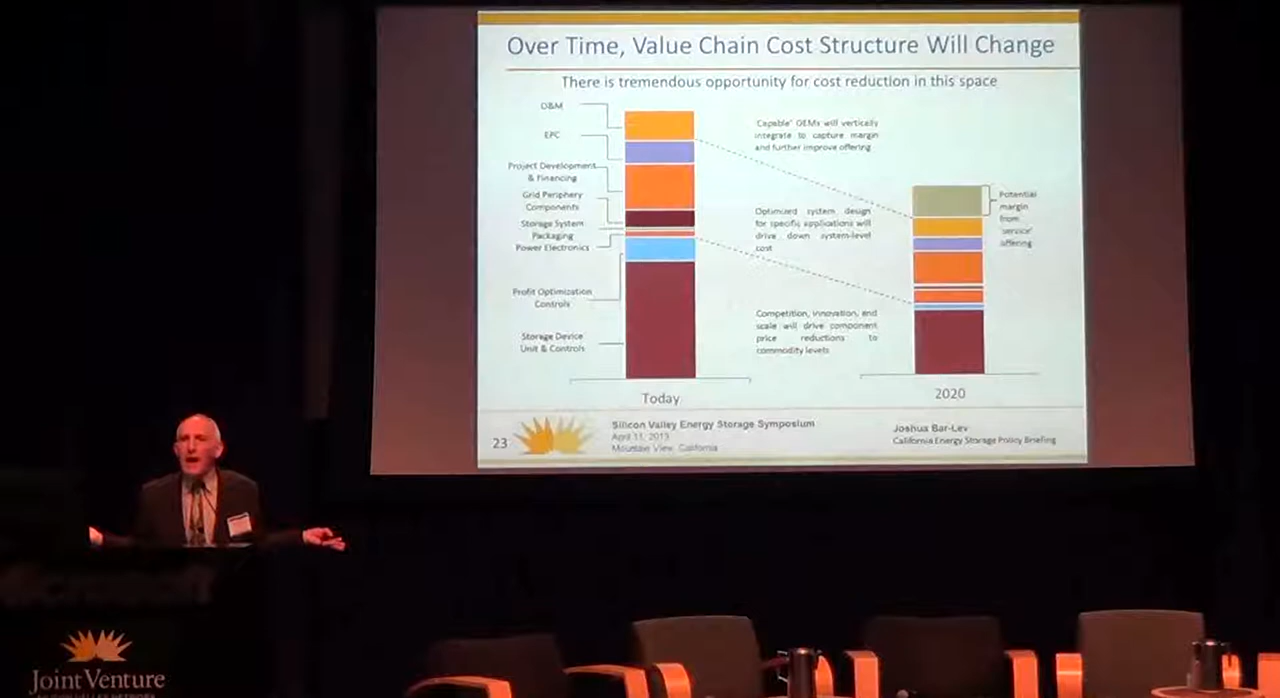 Over Time, Value Chain Cost Structure Will Change
There is tremendous opportunity for cost reduction in this space
O&M
EPC
Project Development
& Financing
Grid Periphery
Components
Storage System
Packaging
Power Electronics
Profit Optimization
Controls
Storage Device
Unit & Controls
'Capable' OEMs will vertically
integrate to capture margin
and further improve offering
Optimized system design
for specific applications will
drive down system-level
cost
Competition, innovation, and
scale will drive component
price reductions to
commodity levels
Potential
margin
from
'service'
offering
Today
2020
23
Silicon Valley Energy Storage Symposium
April 11, 2013
Mountain View, California
Joshua Bar-Lev
California Energy Storage Policy Briefing
Microsoft
Joint Venture
SILICON VALLEY NETWORK